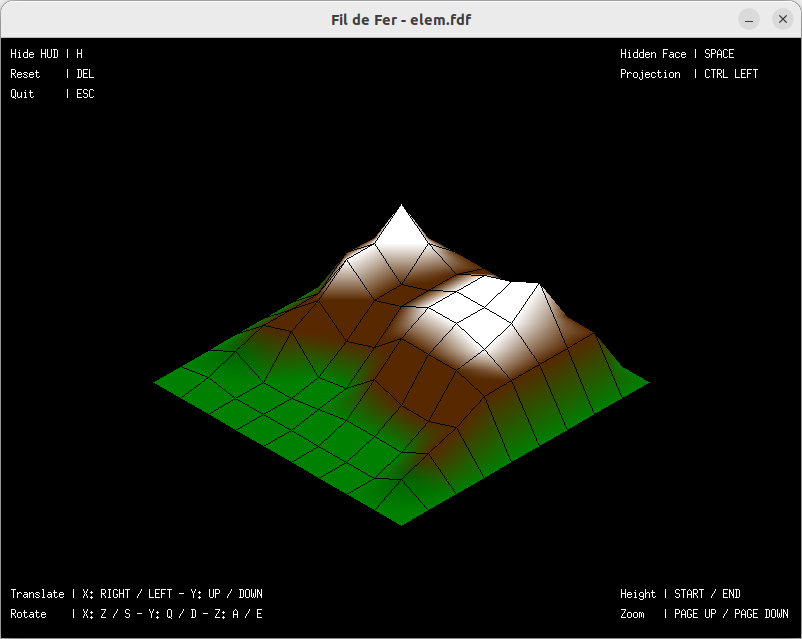 Fil de Fer - elem.fdf
Hide HUD | H
Reset | DEL
Quit | ESC
Hidden Face | SPACE
Projection | CTRL LEFT
Translate | X: RIGHT / LEFT - Y: UP / DOWN
Rotate | X: Z / S - Y: Q / D - Z: A / E
Height | START / END
Zoom | PAGE UP / PAGE DOWN